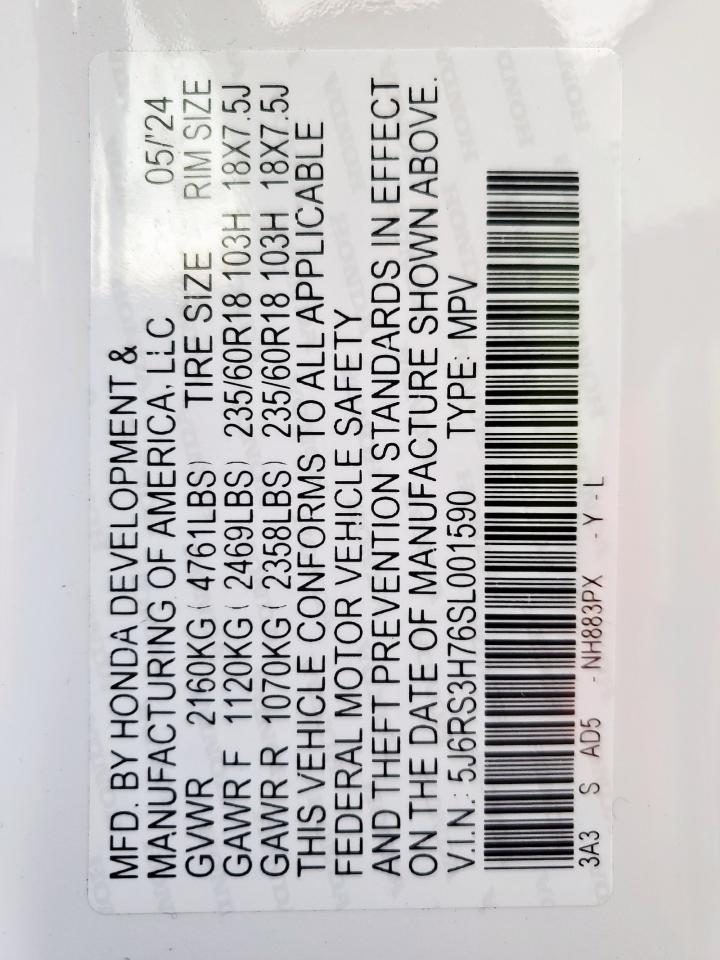 MFD. BY HONDA DEVELOPMENT &
MANUFACTURING OF AMERICA, LLC 05/'24
GVWR 2160KG ( 4761LBS) TIRE SIZE RIM SIZE
GAWR F 1120KG ( 2469LBS) 235/60R18 103H 18X7.5J
GAWR R 1070KG ( 2358LBS) 235/60R18 103H 18X7.5J
THIS VEHICLE CONFORMS TO ALL APPLICABLE
FEDERAL MOTOR VEHICLE SAFETY
AND THEFT PREVENTION STANDARDS IN EFFECT
ON THE DATE OF MANUFACTURE SHOWN ABOVE.
V.I.N.: 5J6RS3H76SL001590 TYPE: MPV
3A3 S AD5 - NH883PX - Y - L